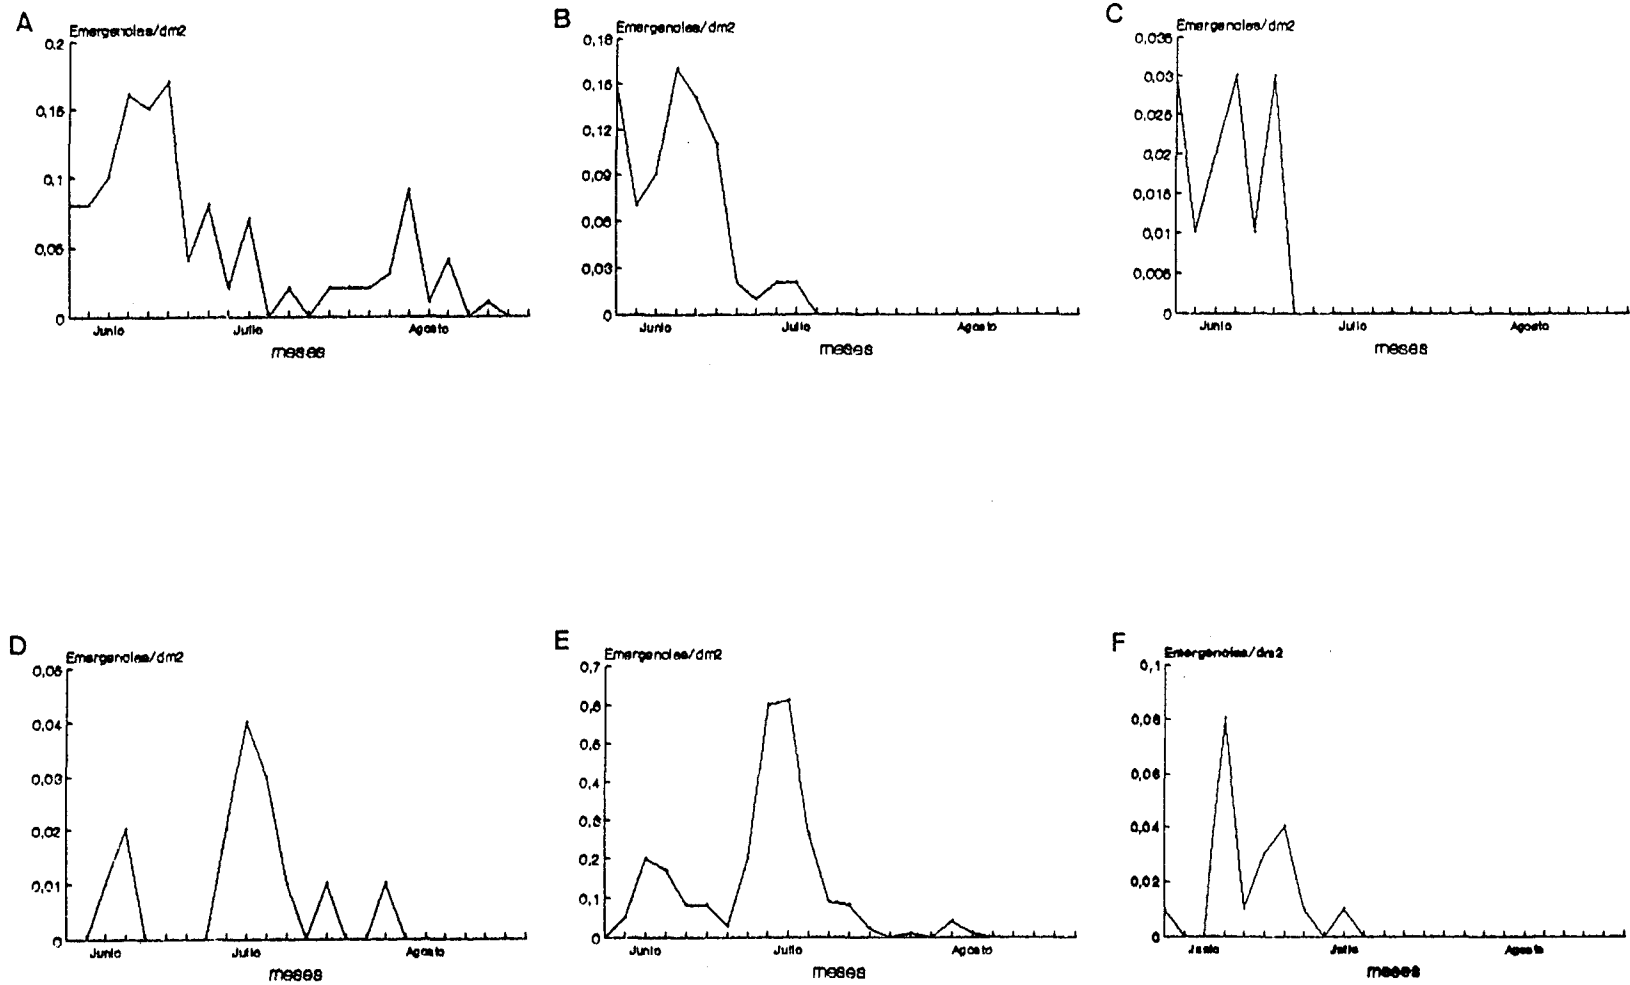 A
Emergencias/dm2
0,2
0,15
0,1
0,05
0
Junio Julio Agosto
meses
B
Emergencias/dm2
0,18
0,15
0,12
0,09
0,06
0,03
0
Junio Julio Agosto
meses
C
Emergencias/dm2
0,035
0,03
0,025
0,02
0,015
0,01
0,005
0
Junio Julio Agosto
meses
D
Emergencias/dm2
0,05
0,04
0,03
0,02
0,01
0
Junio Julio Agosto
meses
E
Emergencias/dm2
0,7
0,6
0,5
0,4
0,3
0,2
0,1
0
Junio Julio Agosto
meses
F
Emergencias/dm2
0,1
0,08
0,06
0,04
0,02
0
Junio Julio Agosto
meses